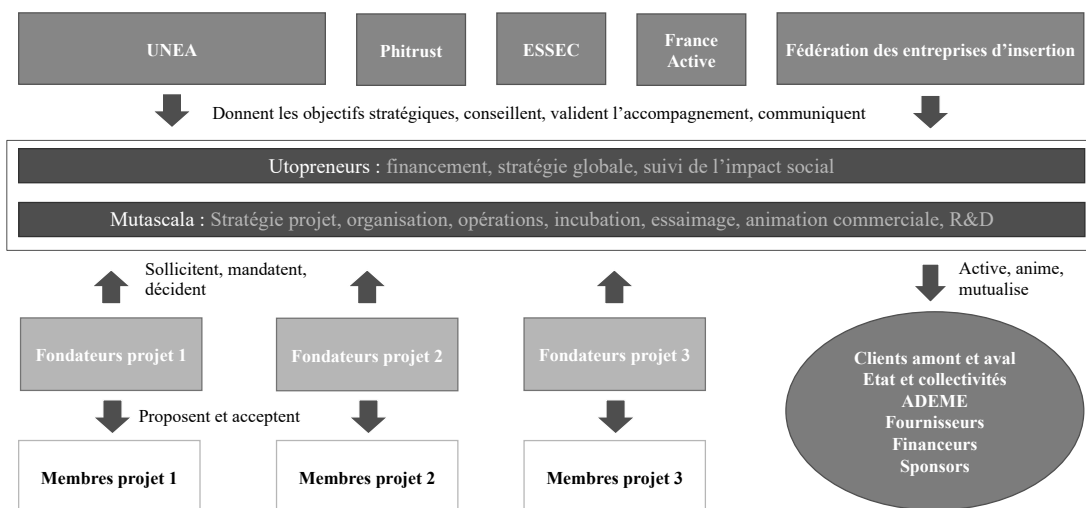 UNEA
Phitrust
ESSEC
France
Active
Fédération des entreprises d’insertion
Donnent les objectifs stratégiques, conseillent, valident l’accompagnement, communiquent
Utopreneurs : financement, stratégie globale, suivi de l’impact social
Mutascala : Stratégie projet, organisation, opérations, incubation, essaimage, animation commerciale, R&D
Sollicitent, mandatent,
décident
Active, anime,
mutualise
Fondateurs projet 1
Fondateurs projet 2
Fondateurs projet 3
Clients amont et aval
Etat et collectivités
ADEME
Fournisseurs
Financeurs
Sponsors
Proposent et acceptent
Membres projet 1
Membres projet 2
Membres projet 3